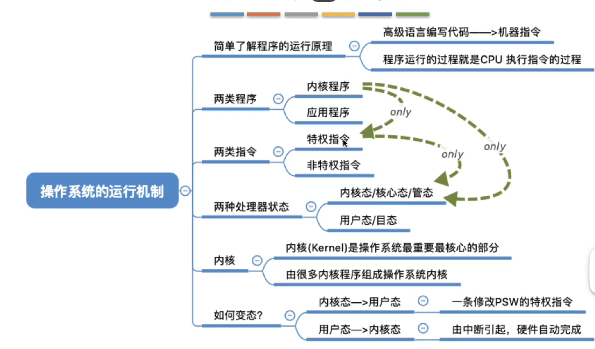 高级语言编写代码——>机器指令
简单了解程序的运行原理
程序运行的过程就是CPU 执行指令的过程
内核程序
两类程序
only
应用程序
特权指令
only
only
两类指令
非特权指令
操作系统的运行机制
内核态/核心态/管态
两种处理器状态
用户态/目态
内核(Kernel)是操作系统最重要最核心的部分
内核
由很多内核程序组成操作系统内核
内核态—>用户态
一条修改PSW的特权指令
如何变态?
用户态—>内核态
由中断引起，硬件自动完成